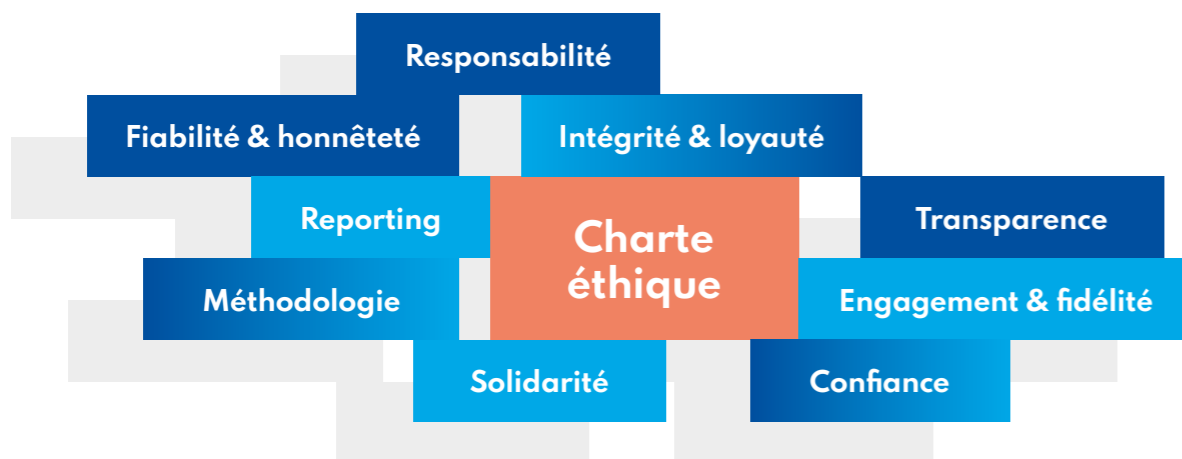 Responsabilité
Fiabilité & honnêteté
Intégrité & loyauté
Reporting
Charte
éthique
Transparence
Méthodologie
Engagement & fidélité
Solidarité
Confiance